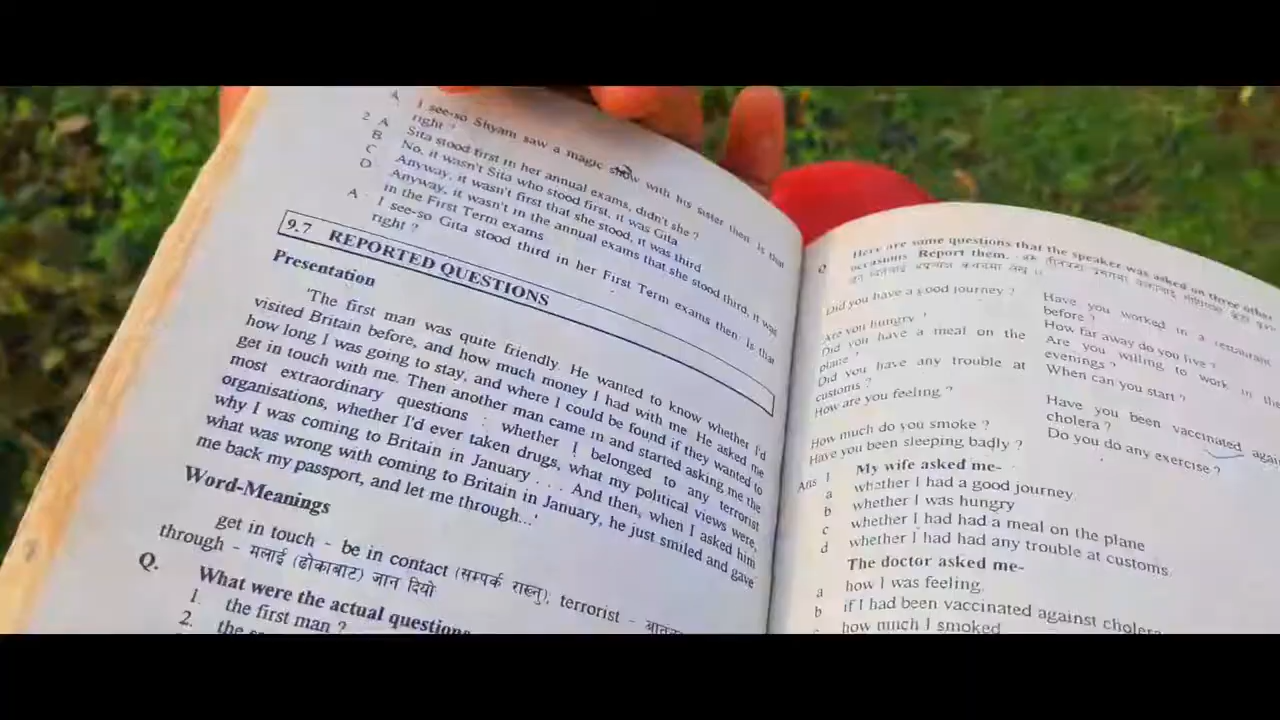 A I see-so Shyam saw a magic show with his sister then. Is that
right ?
2 A Sita stood first in her annual exams, didn't she ?
B No, it wasn't Sita who stood first, it was Gita
C Anyway, it wasn't first that she stood, it was third
D Anyway, it wasn't in the annual exams that she stood third, it was
in the First Term exams
A I see-so Gita stood third in her First Term exams then. Is that
right ?
9.7 REPORTED QUESTIONS
Presentation
'The first man was quite friendly. He wanted to know whether I'd
visited Britain before, and how much money I had with me. He asked me
how long I was going to stay, and where I could be found if they wanted to
get in touch with me. Then another man came in and started asking me the
most extraordinary questions . whether I belonged to any terrorist
organisations, whether I'd ever taken drugs, what my political views were,
why I was coming to Britain in January . . . And then, when I asked him
what was wrong with coming to Britain in January, he just smiled and gave
me back my passport, and let me through...'
Word-Meanings
get in touch - be in contact (सम्पर्क राख्नु), terrorist -
through - मलाई (ढोकाबाट) जान दियो
Q. What were the actual questions
1. the first man ?
2. the
Q Here are some questions that the speaker was asked on three other
occasions Report them.
Did you have a good journey ?
Are you hungry ?
Did you have a meal on the
plane ?
Did you have any trouble at
customs ?
How are you feeling ?
How much do you smoke ?
Have you been sleeping badly ?
Have you worked in a restaurant
before ?
How far away do you live ?
Are you willing to work in the
evenings ?
When can you start ?
Have you been vaccinated again
cholera ?
Do you do any exercise ?
Ans 1 My wife asked me-
a whether I had a good journey.
b whether I was hungry
c whether I had had a meal on the plane
d whether I had had any trouble at customs.
The doctor asked me-
a how I was feeling.
b if I had been vaccinated against cholera
how much I smoked